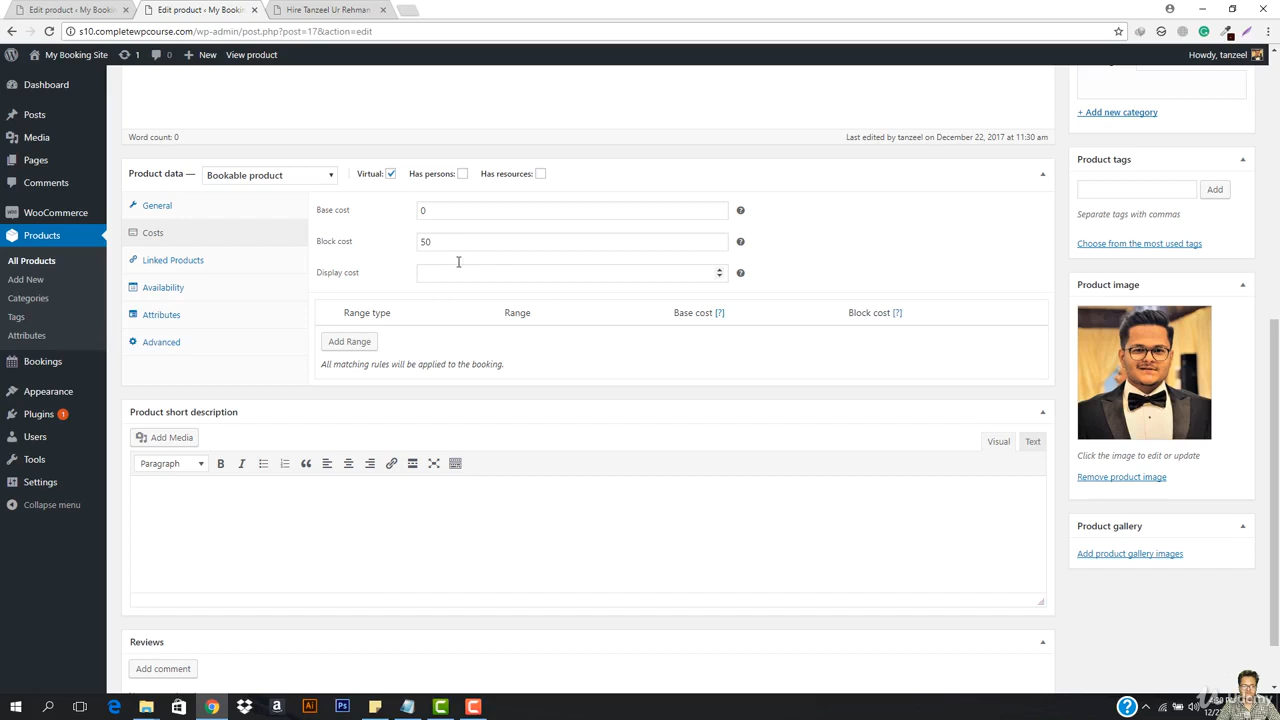 Edit product ‹ My Bookin
Edit product ‹ My Bookin
Hire Tanzeel Ur Rehman
s10.completewpcourse.com/wp-admin/post.php?post=17&action=edit
My Booking Site
1
0
New
View product
Howdy, tanzeel
Dashboard
Posts
Media
Pages
Comments
WooCommerce
Products
All Products
Add New
Categories
Tags
Attributes
Bookings
Appearance
Plugins 1
Users
Tools
Settings
Collapse menu
Word count: 0
Last edited by tanzeel on December 22, 2017 at 11:30 am
Product data —
Bookable product
Virtual:
Has persons:
Has resources:
General
Costs
Linked Products
Availability
Attributes
Advanced
Base cost
0
Block cost
50
Display cost
Range type
Range
Base cost [?]
Block cost [?]
Add Range
All matching rules will be applied to the booking.
Product short description
Add Media
Visual
Text
Paragraph
Reviews
Add comment
+ Add new category
Product tags
Add
Separate tags with commas
Choose from the most used tags
Product image
Click the image to edit or update
Remove product image
Product gallery
Add product gallery images
Udemy